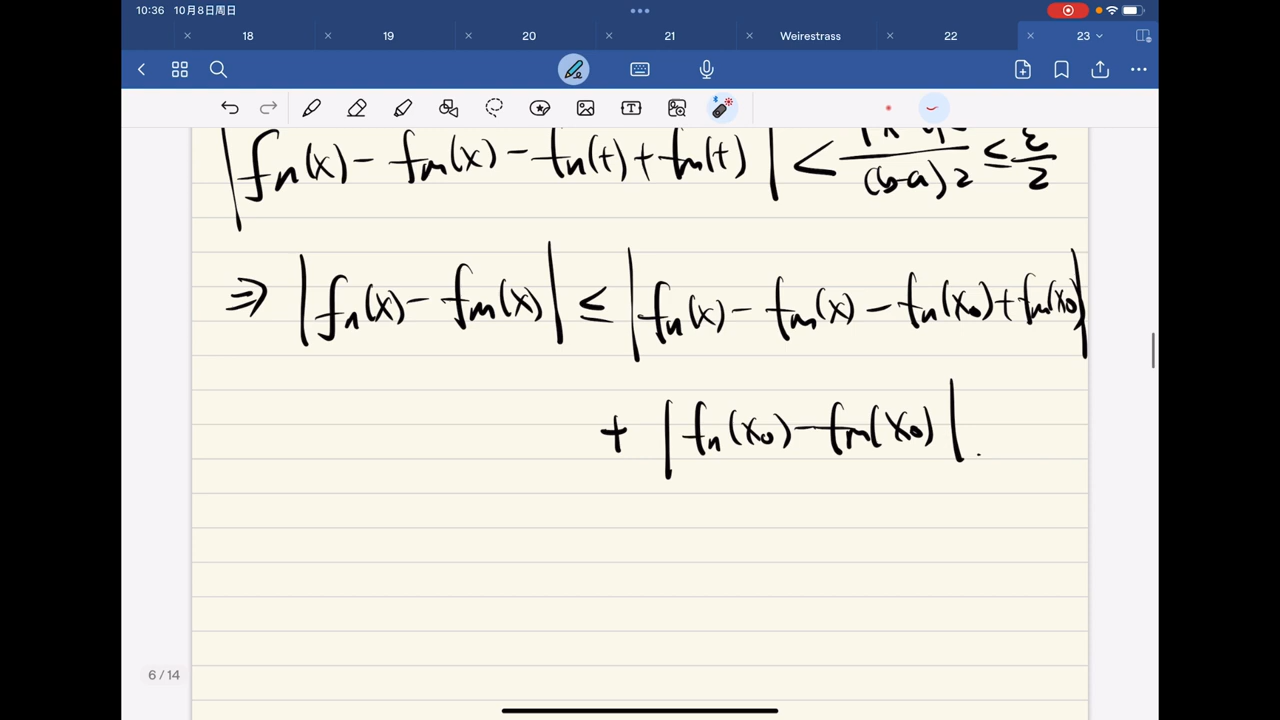 10:36 10月8日周日
18 19 20 21 Weirestrass 22 23
|fₙ(x) - fₘ(x) - fₙ(t) + fₘ(t)| < /(b-a)2 ≤ ε/2
⇒ |fₙ(x) - fₘ(x)| ≤ |fₙ(x) - fₘ(x) - fₙ(x₀) + fₘ(x₀)|
+ |fₙ(x₀) - fₘ(x₀)|.
6 / 14